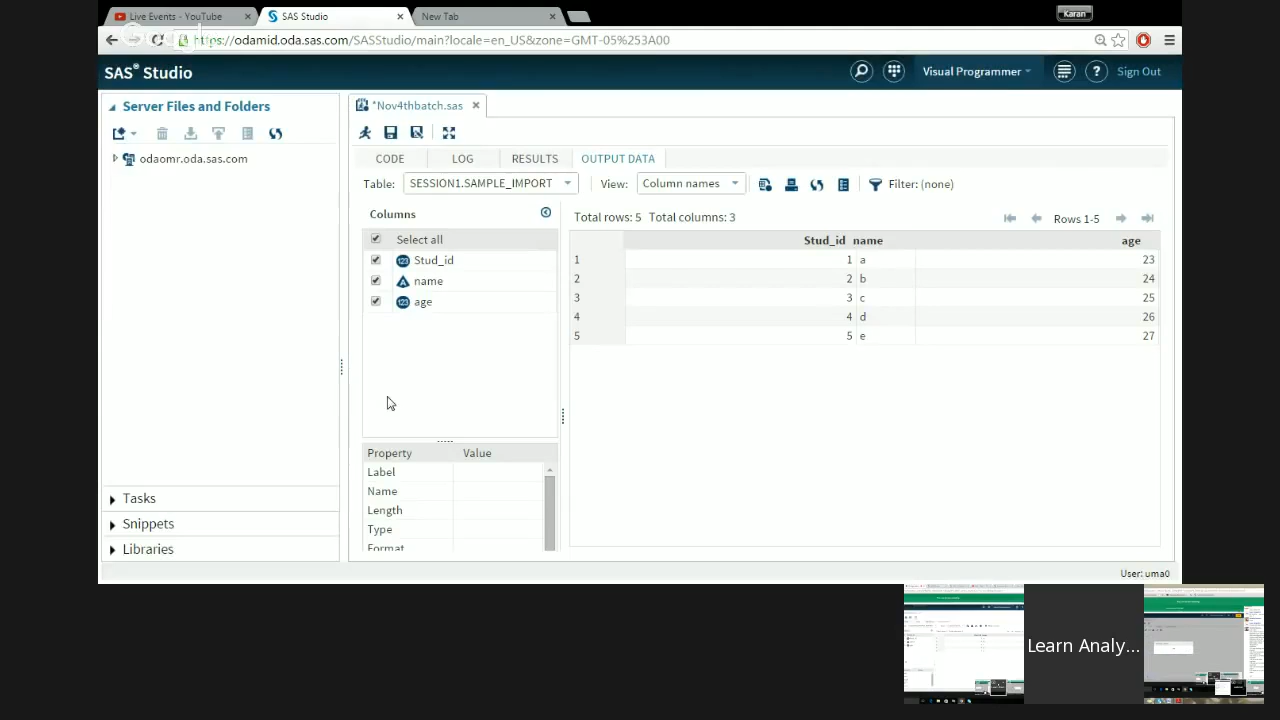 Live Events - YouTube
SAS Studio
New Tab
Karan
https://odamid.oda.sas.com/SASStudio/main?locale=en_US&zone=GMT-05%253A00
SAS® Studio
Visual Programmer
Sign Out
Server Files and Folders
*Nov4thbatch.sas
odaomr.oda.sas.com
CODE LOG RESULTS OUTPUT DATA
Table: SESSION1.SAMPLE_IMPORT View: Column names Filter: (none)
Columns
Total rows: 5 Total columns: 3
Rows 1-5
Select all
Stud_id
name
age
Stud_id name age
1 1 a 23
2 2 b 24
3 3 c 25
4 4 d 26
5 5 e 27
Property Value
Label
Name
Length
Type
Format
Tasks
Snippets
Libraries
User: uma0
Learn Analy...